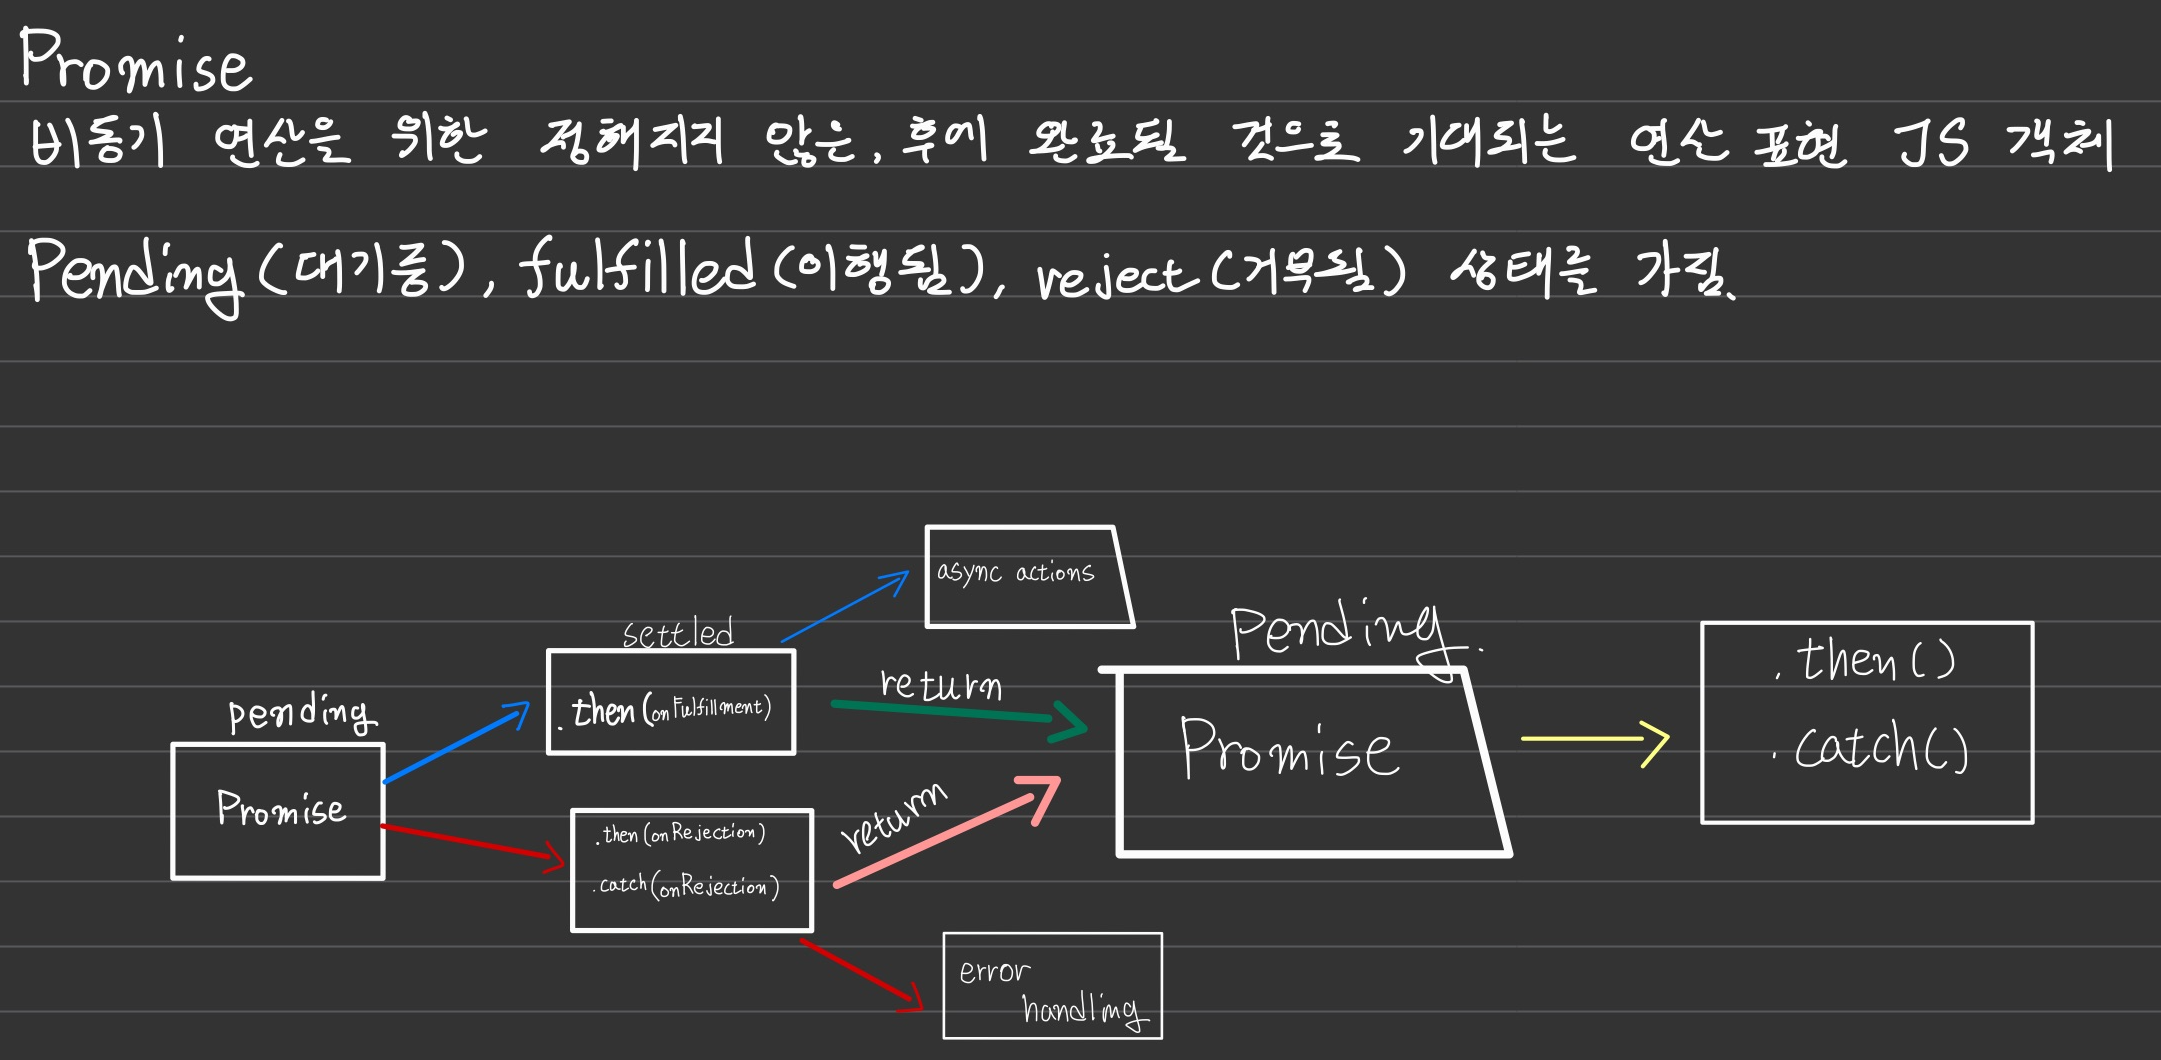 Promise
비동기 연산을 위한 정해지지 않은, 후에 완료될 것으로 기대되는 연산 표현 JS 객체
Pending(대기중), fulfilled(이행됨), reject(거부됨) 상태를 가짐.
async actions
settled
.then(onFulfillment)
return
Pending.
Promise
.then()
.catch()
pending
Promise
.then(onRejection)
.catch(onRejection)
return
error
handling